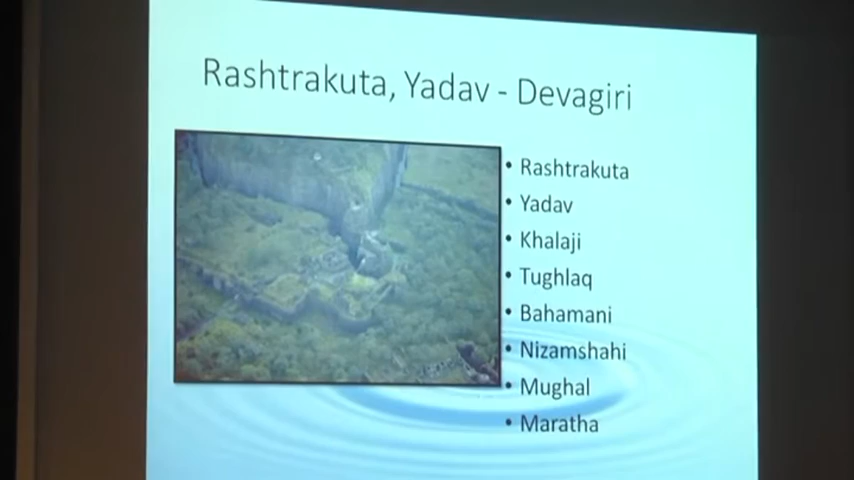 Rashtrakuta, Yadav - Devagiri
• Rashtrakuta
• Yadav
• Khalaji
• Tughlaq
• Bahamani
• Nizamshahi
• Mughal
• Maratha